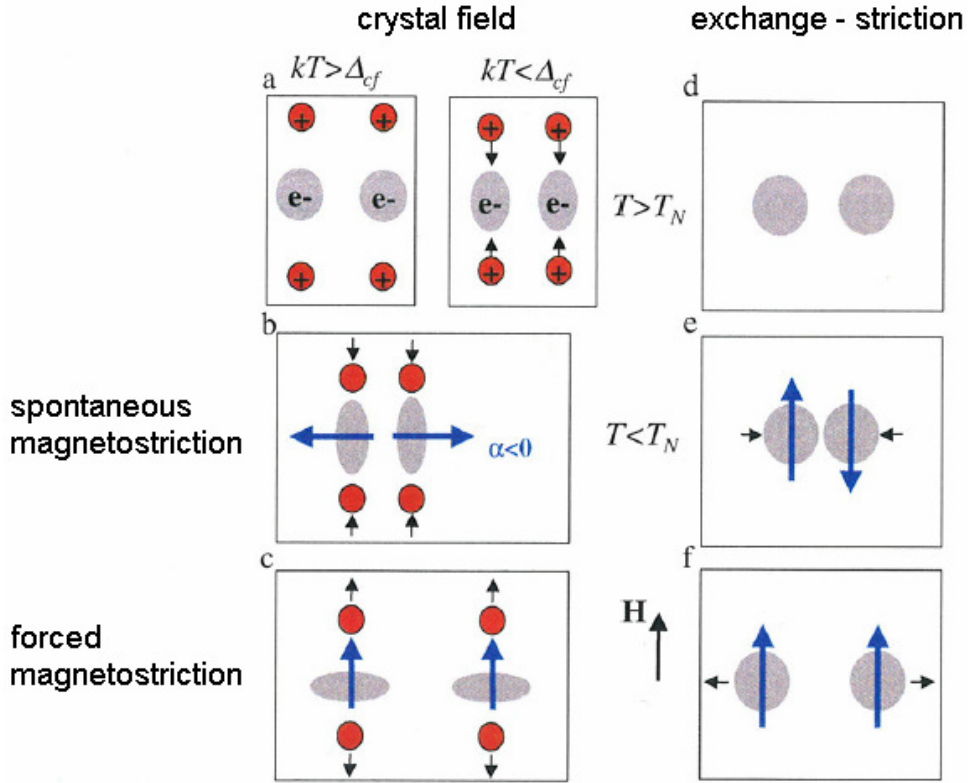 crystal field
exchange - striction
a
kT>Δcf
kT<Δcf
d
+ + + +
e- e- e- e-
T>TN
+ + + +
b
e
spontaneous
magnetostriction
α<0
T<TN
c
f
forced
magnetostriction
H